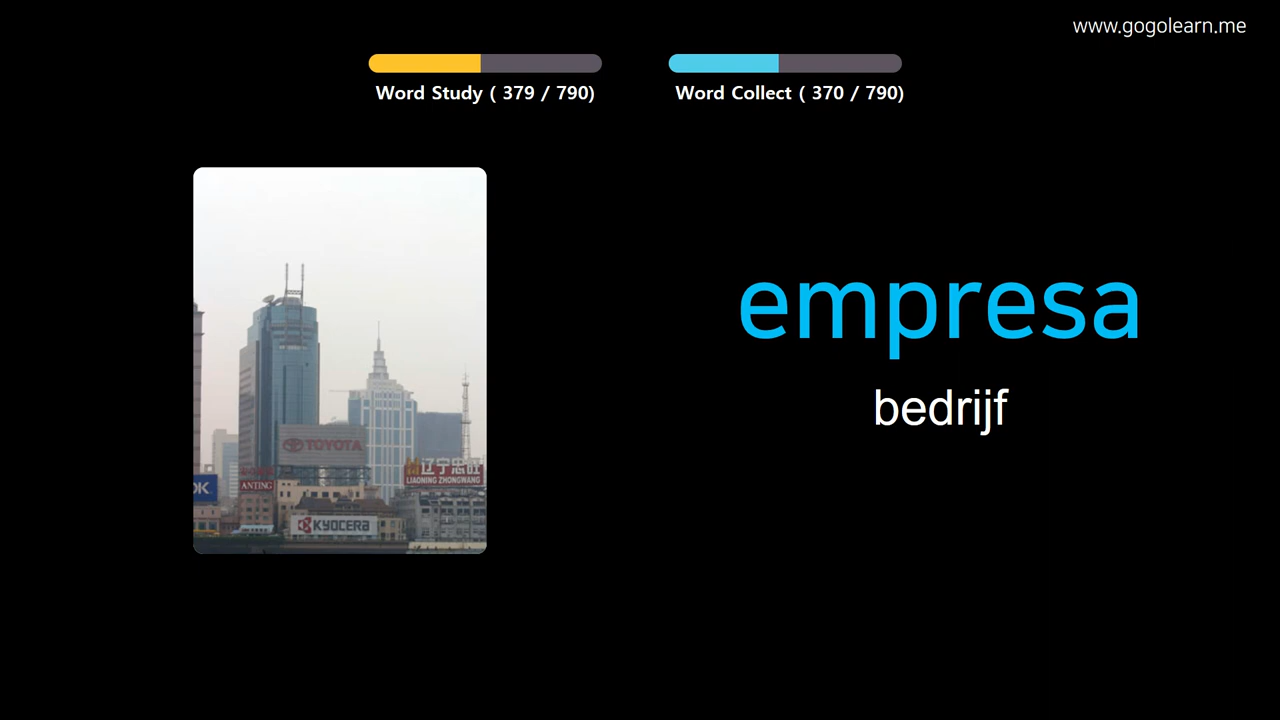 www.gogolearn.me
Word Study ( 379 / 790)
Word Collect ( 370 / 790)
empresa
bedrijf
TOYOTA
辽宁忠旺
LIAONING ZHONGWANG
ANTING
OK
KYOCERA